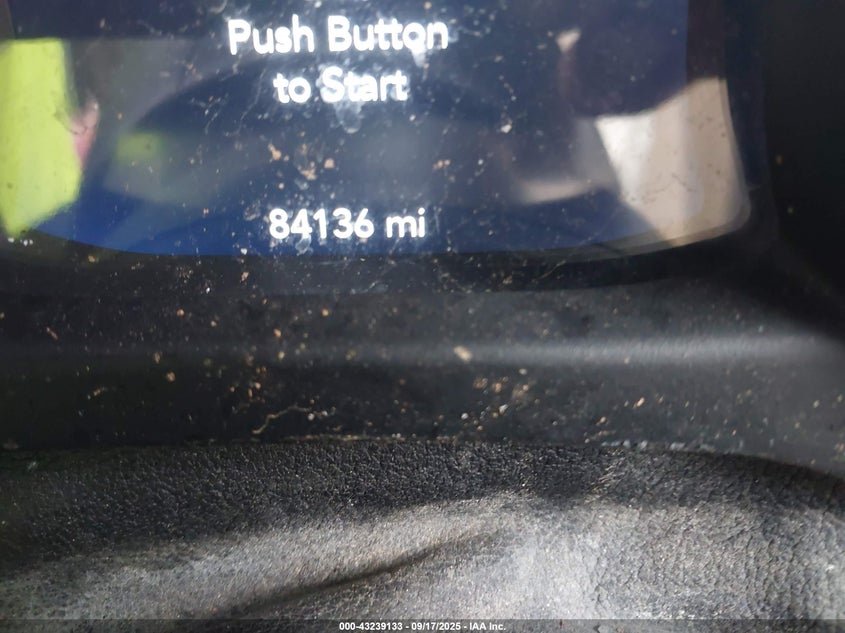 Push Button
to Start
84136 mi
000-43239133 - 09/17/2025 - IAA Inc.